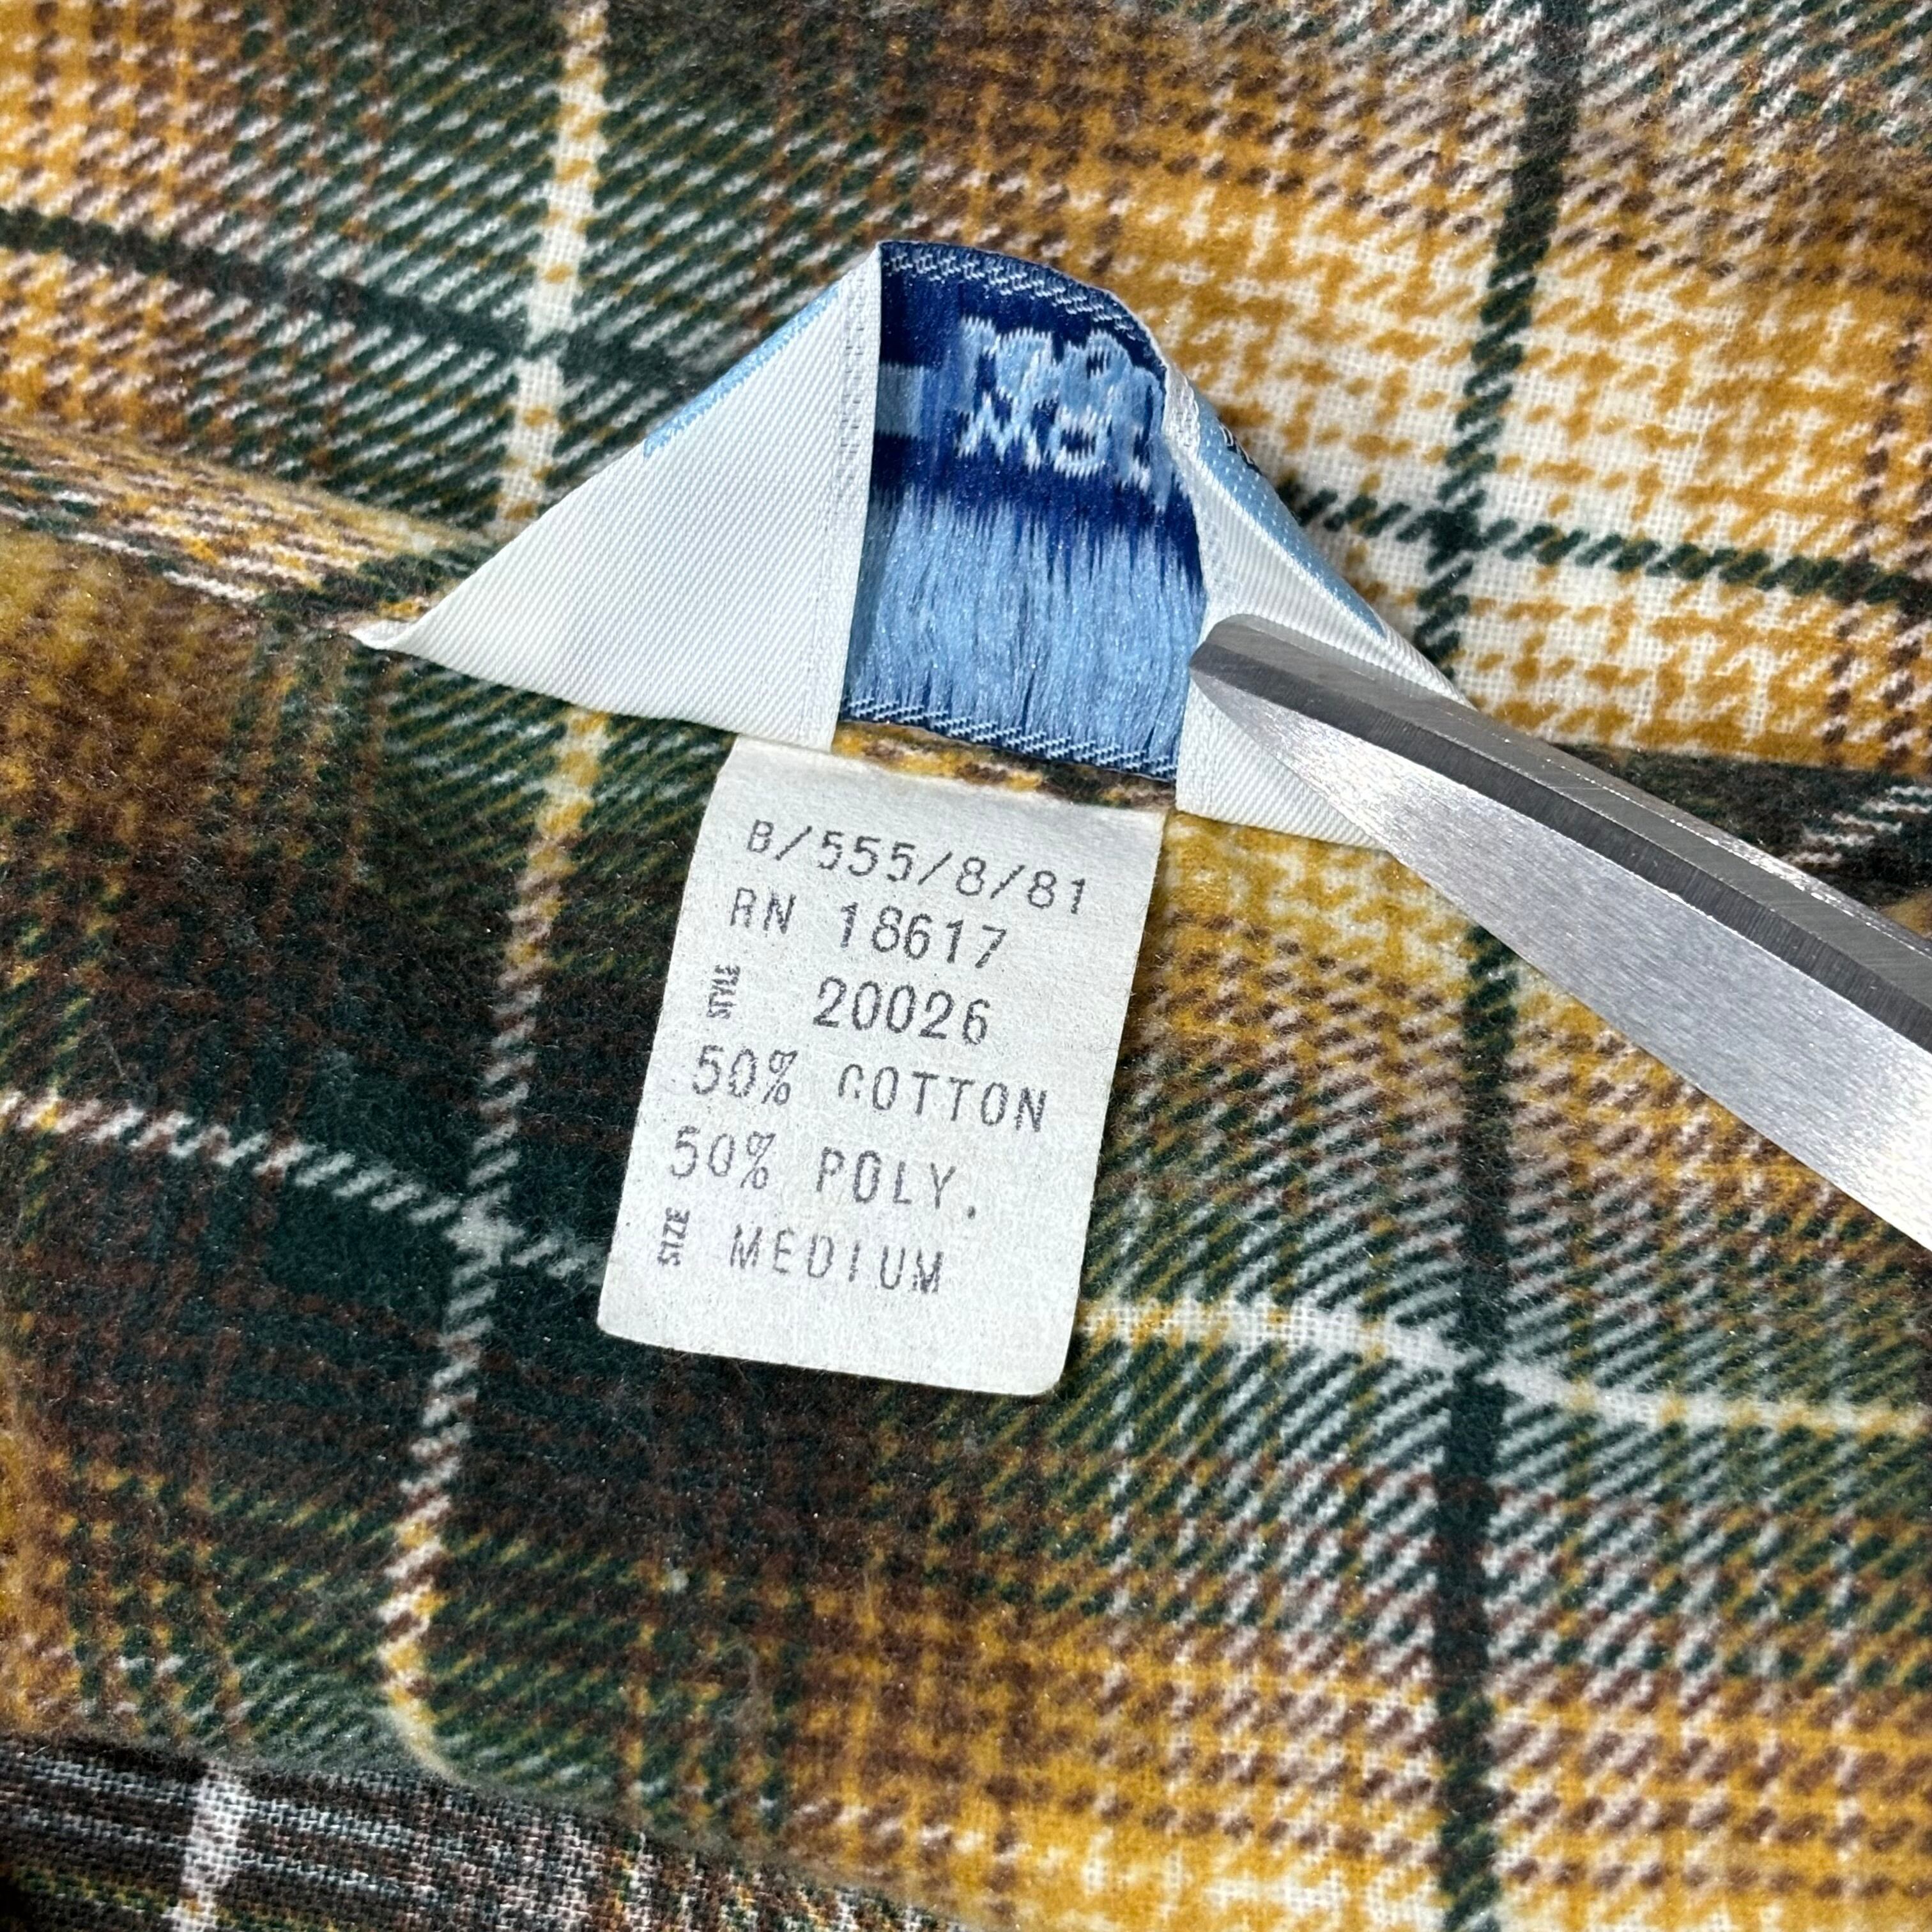 B/555/8/81
RN 18617
STYLE 20026
50% COTTON
50% POLY.
SIZE MEDIUM